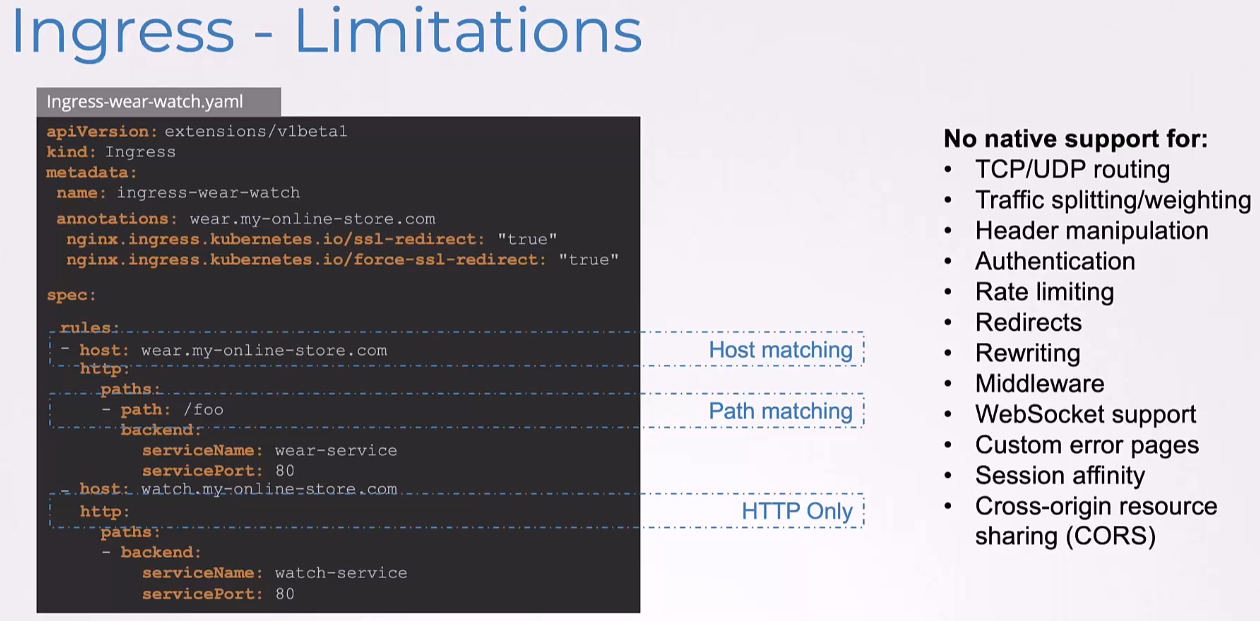 Ingress - Limitations
Ingress-wear-watch.yaml
apiVersion: extensions/v1beta1
kind: Ingress
metadata:
name: ingress-wear-watch
annotations: wear.my-online-store.com
nginx.ingress.kubernetes.io/ssl-redirect: "true"
nginx.ingress.kubernetes.io/force-ssl-redirect: "true"
spec:
rules:
- host: wear.my-online-store.com
http:
paths:
- path: /foo
backend:
serviceName: wear-service
servicePort: 80
- host: watch.my-online-store.com
http:
paths:
- backend:
serviceName: watch-service
servicePort: 80
Host matching
Path matching
HTTP Only
No native support for:
• TCP/UDP routing
• Traffic splitting/weighting
• Header manipulation
• Authentication
• Rate limiting
• Redirects
• Rewriting
• Middleware
• WebSocket support
• Custom error pages
• Session affinity
• Cross-origin resource
sharing (CORS)